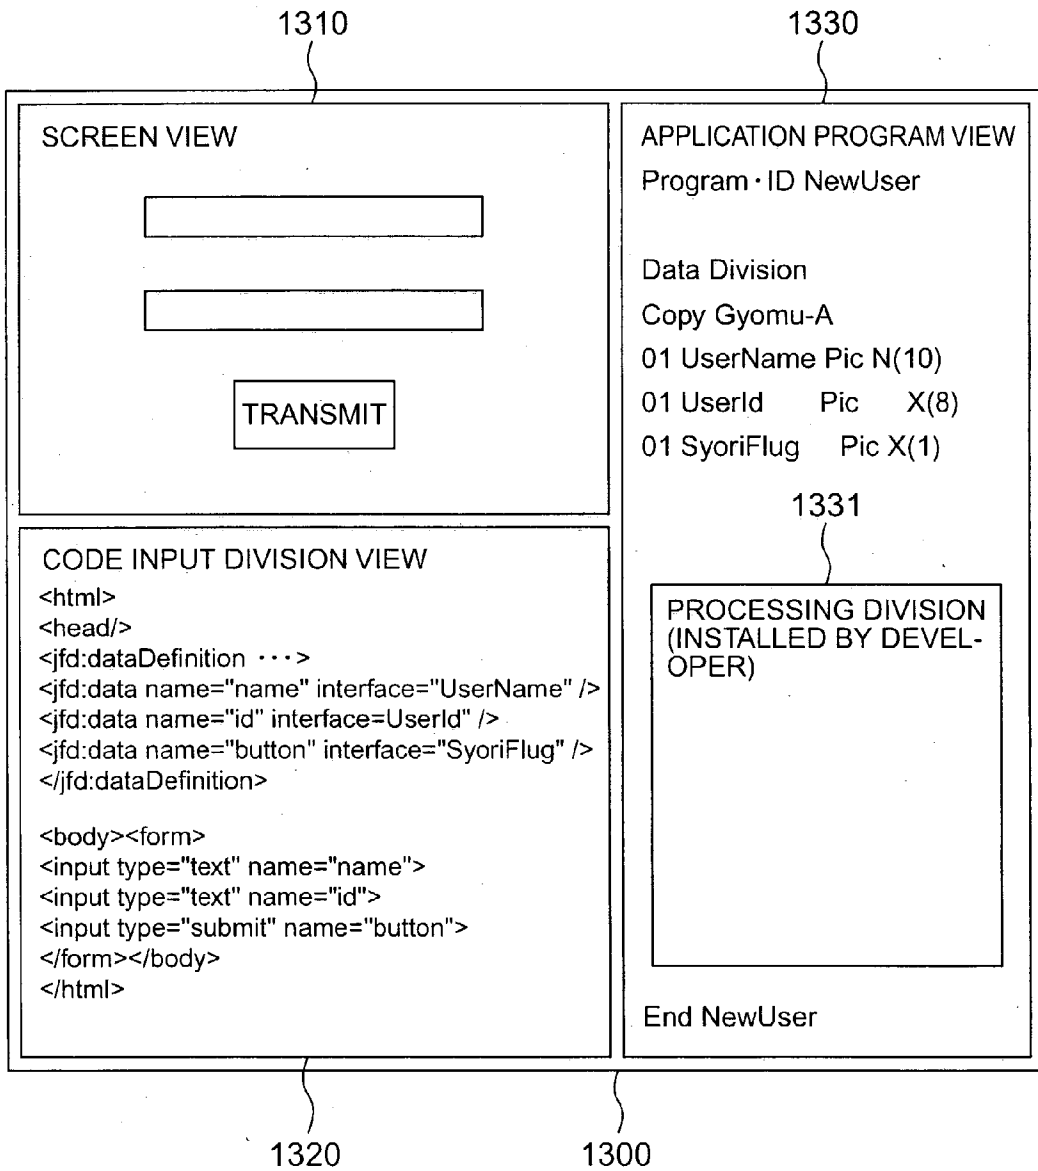 1310
1330
SCREEN VIEW
TRANSMIT
APPLICATION PROGRAM VIEW
Program・ID NewUser
Data Division
Copy Gyomu-A
01 UserName Pic N(10)
01 UserId Pic X(8)
01 SyoriFlug Pic X(1)
1331
PROCESSING DIVISION
(INSTALLED BY DEVEL-
OPER)
End NewUser
CODE INPUT DIVISION VIEW
<html>
<head/>
<jfd:dataDefinition ･･･>
<jfd:data name="name" interface="UserName" />
<jfd:data name="id" interface=UserId" />
<jfd:data name="button" interface="SyoriFlug" />
</jfd:dataDefinition>
<body><form>
<input type="text" name="name">
<input type="text" name="id">
<input type="submit" name="button">
</form></body>
</html>
1320
1300